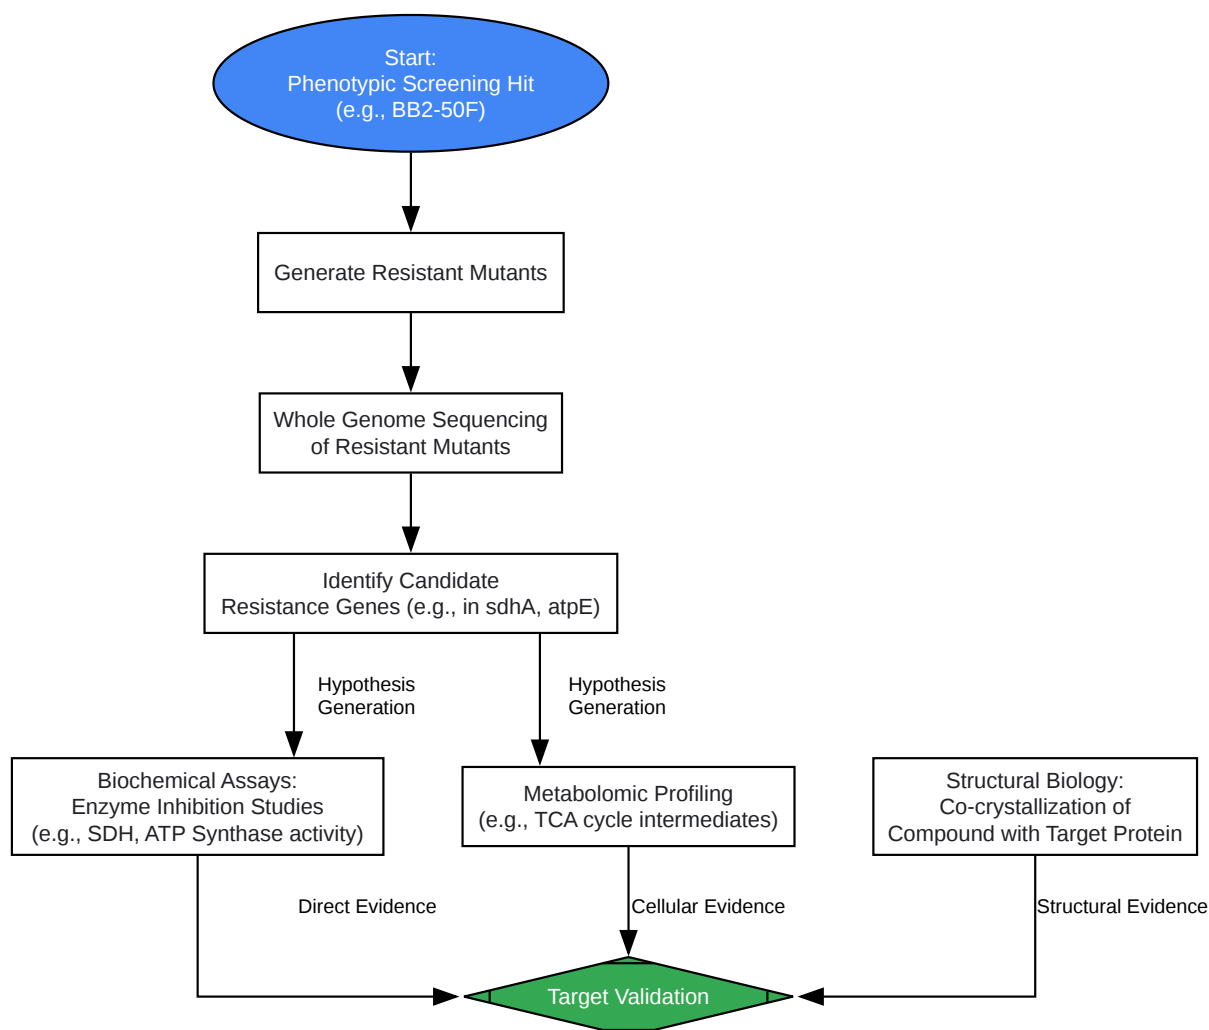 Start:
Phenotypic Screening Hit
(e.g., BB2-50F)
Generate Resistant Mutants
Whole Genome Sequencing
of Resistant Mutants
Identify Candidate
Resistance Genes (e.g., in sdhA, atpE)
Hypothesis
Generation
Hypothesis
Generation
Biochemical Assays:
Enzyme Inhibition Studies
(e.g., SDH, ATP Synthase activity)
Metabolomic Profiling
(e.g., TCA cycle intermediates)
Structural Biology:
Co-crystallization of
Compound with Target Protein
Direct Evidence
Cellular Evidence
Structural Evidence
Target Validation